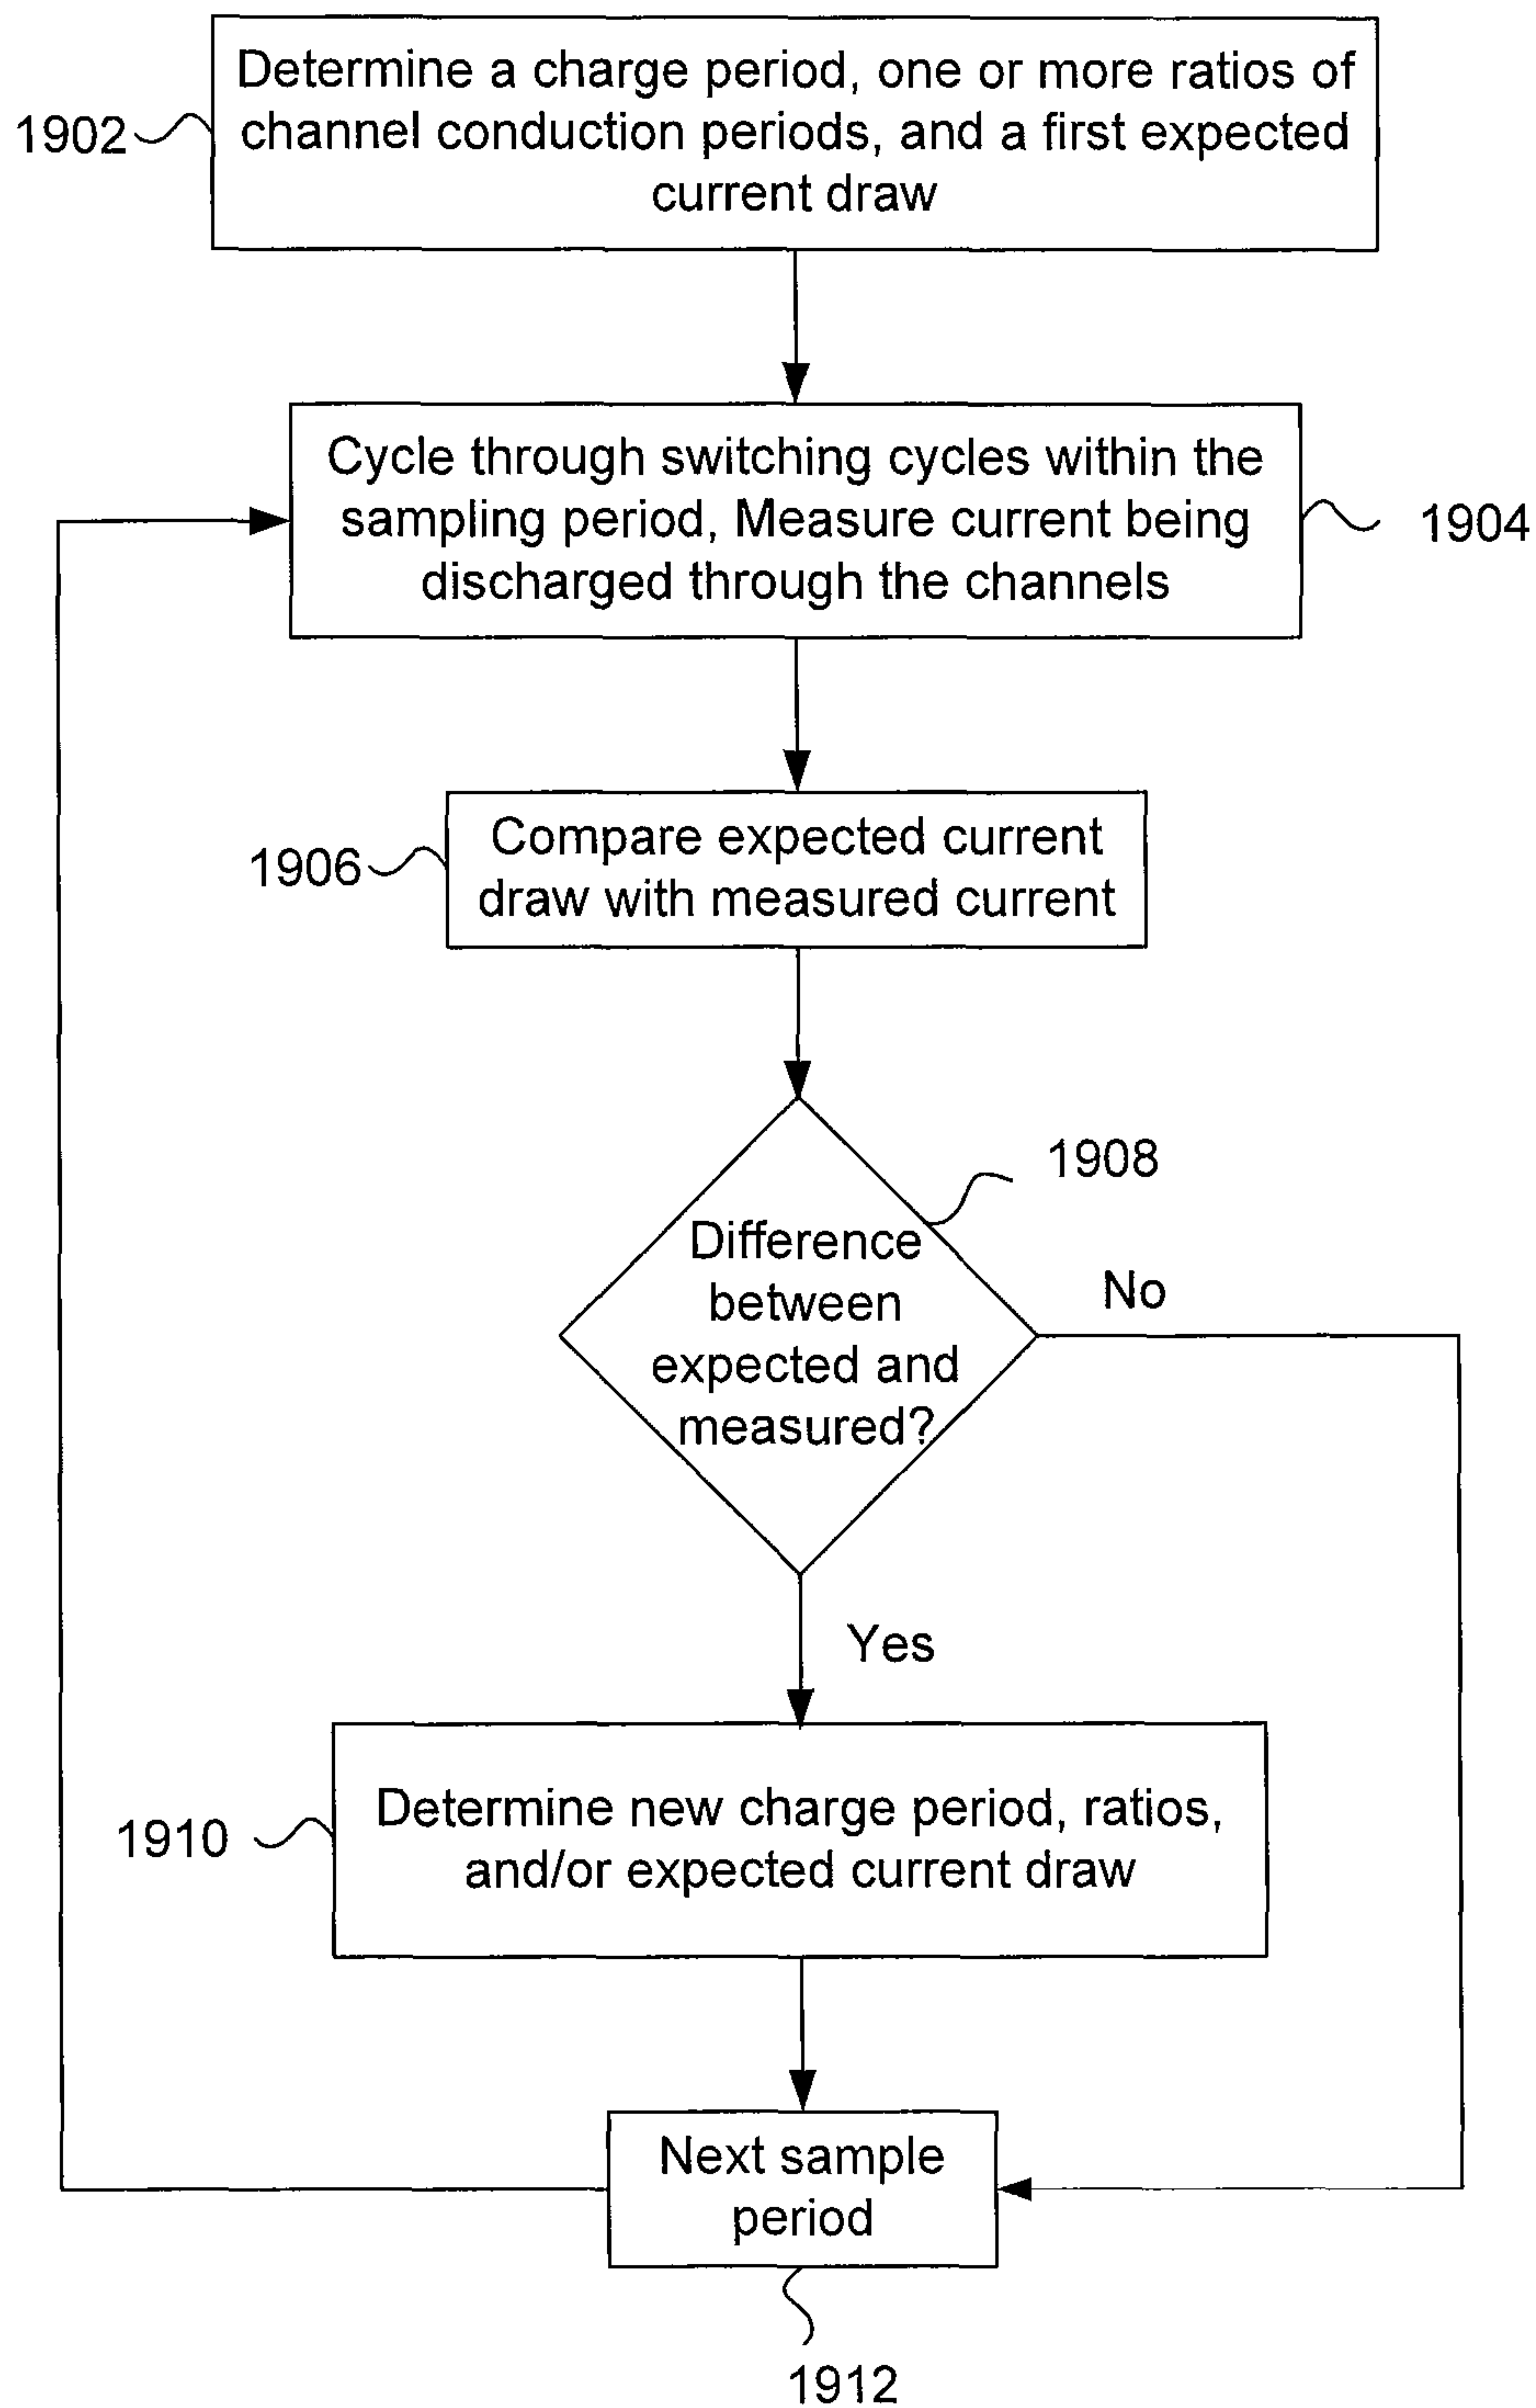 Determine a charge period, one or more ratios of
channel conduction periods, and a first expected
current draw
1902
Cycle through switching cycles within the
sampling period, Measure current being
discharged through the channels
1904
Compare expected current
draw with measured current
1906
1908
Difference
between
expected and
measured?
No
Yes
Determine new charge period, ratios,
and/or expected current draw
1910
Next sample
period
1912